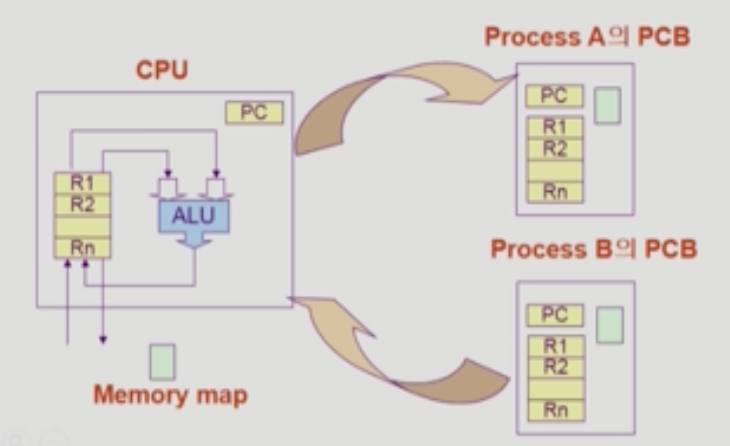 CPU
PC
R1
R2
Rn
ALU
Memory map
Process A의 PCB
PC
R1
R2
Rn
Process B의 PCB
PC
R1
R2
Rn